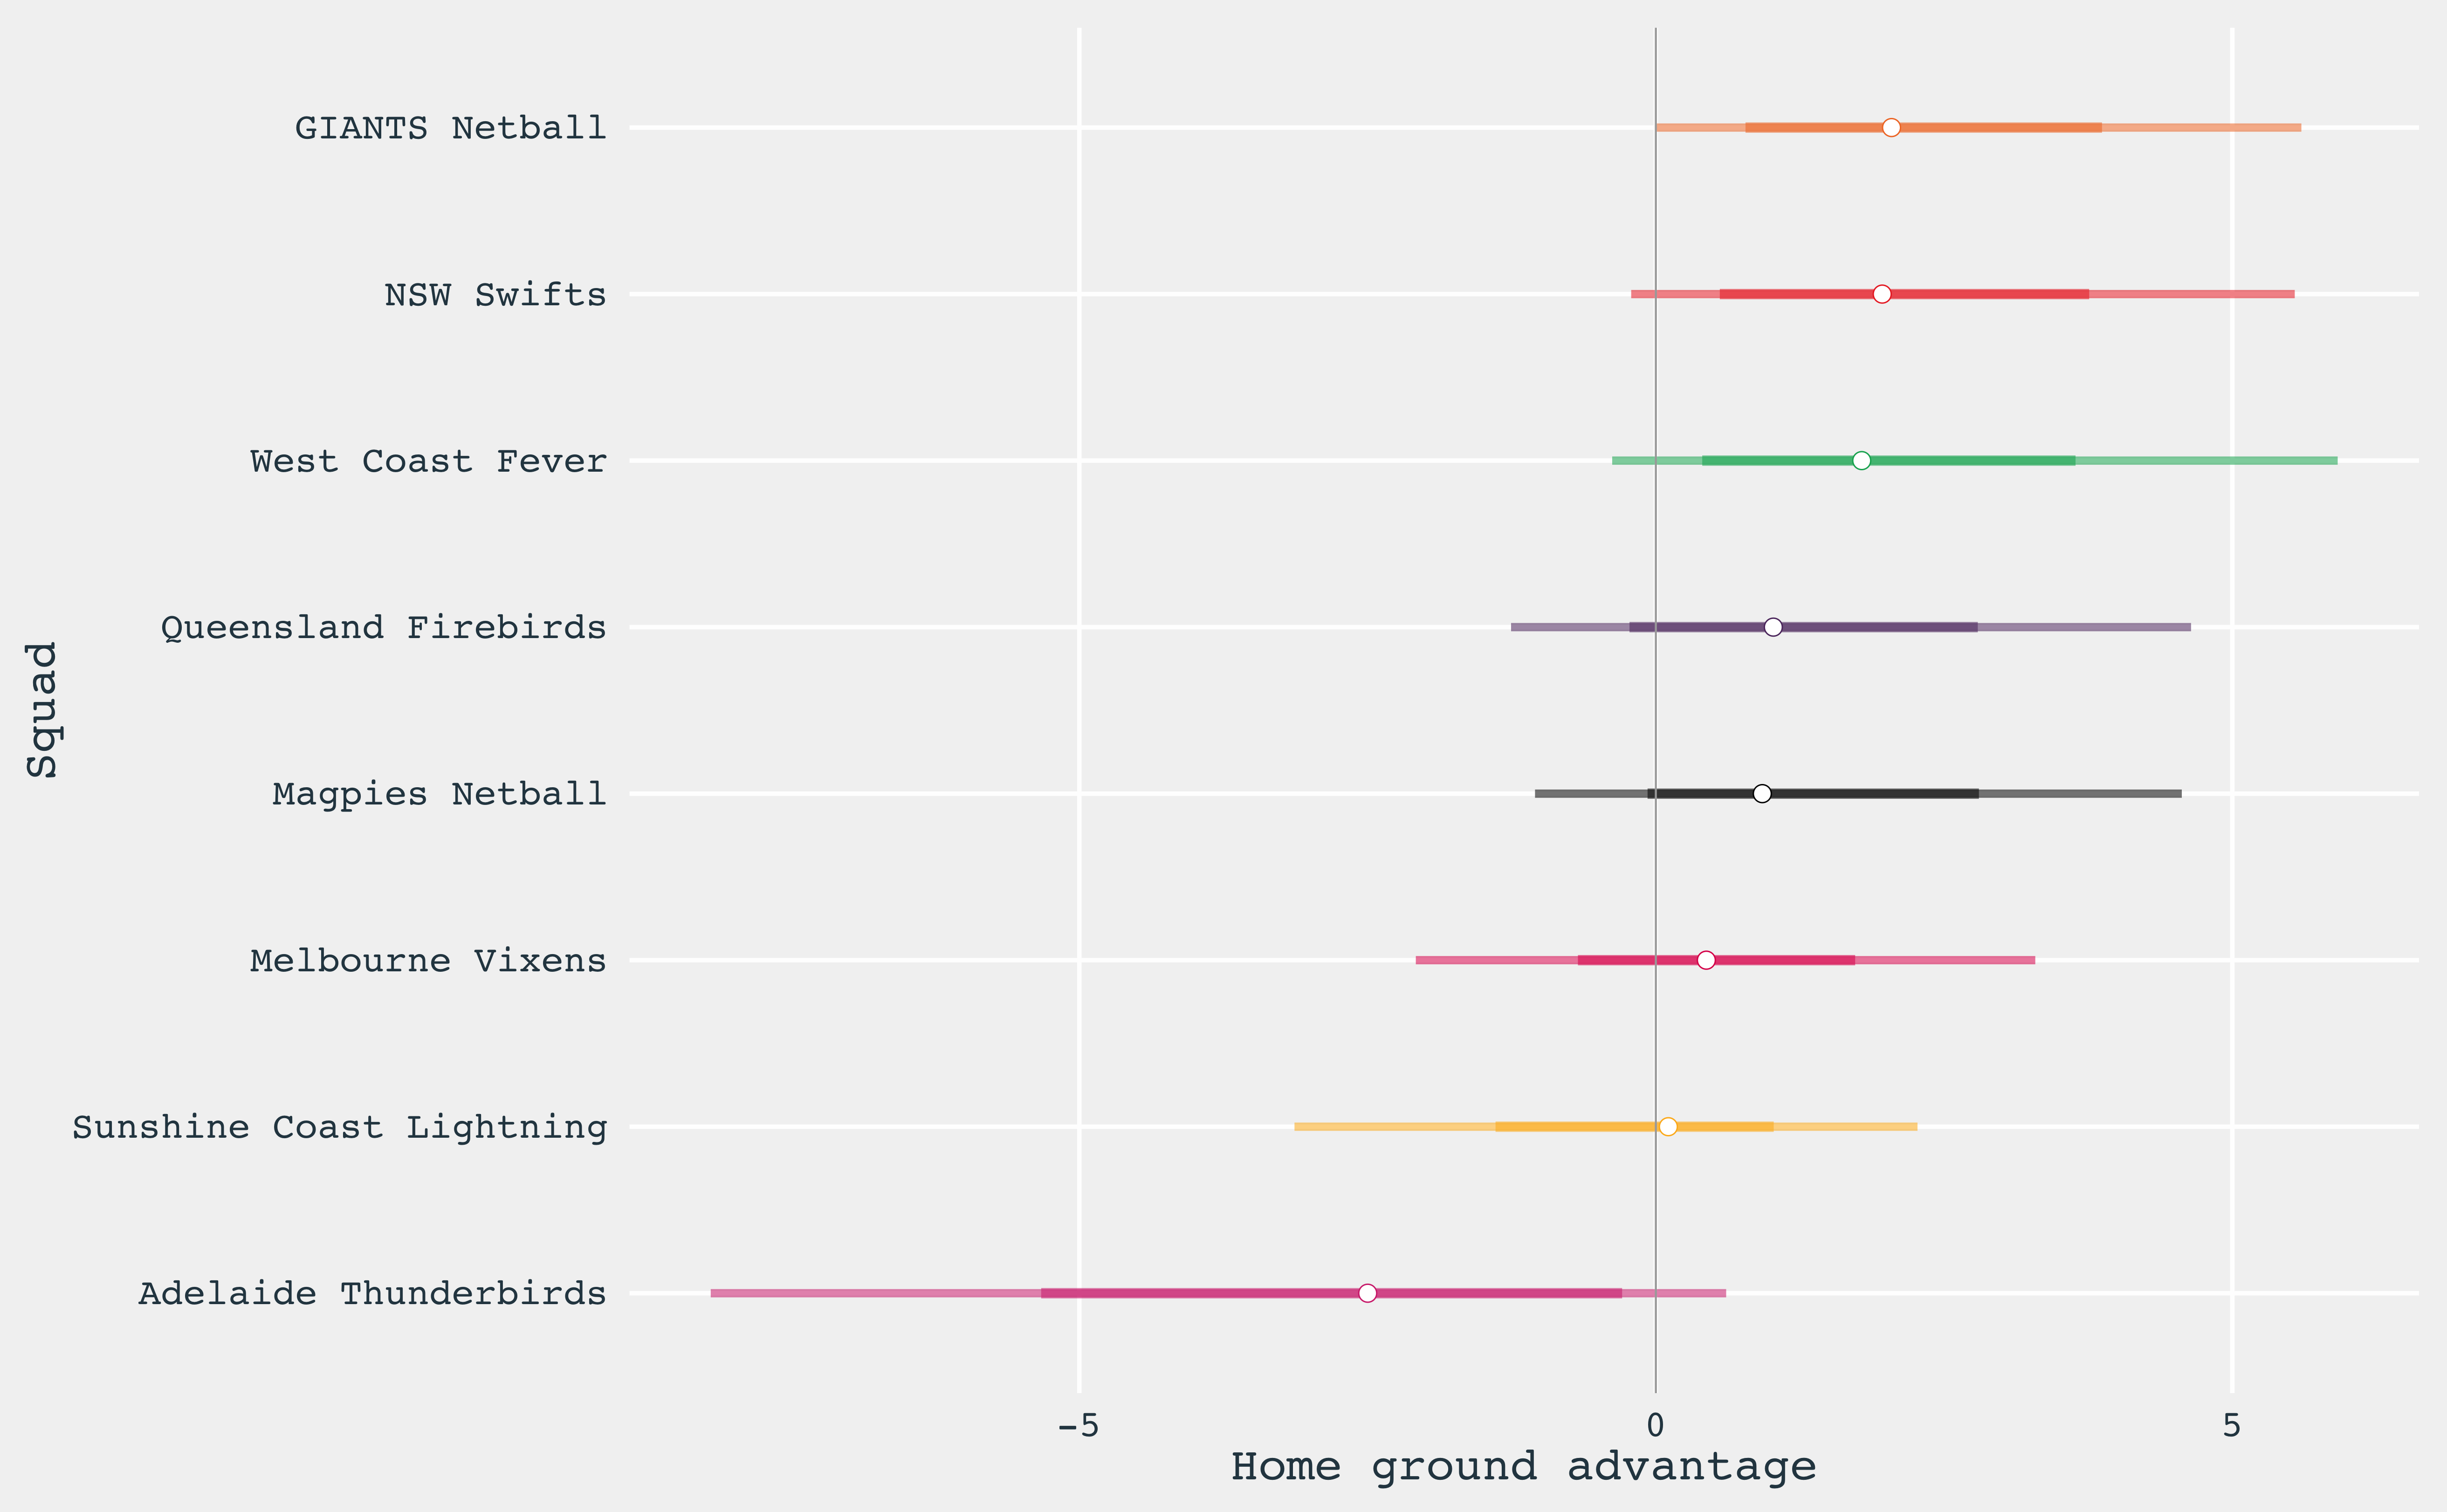 GIANTS Netball
NSW Swifts
West Coast Fever
Queensland Firebirds
Magpies Netball
Melbourne Vixens
Sunshine Coast Lightning
Adelaide Thunderbirds
Squad
-5 0 5
Home ground advantage